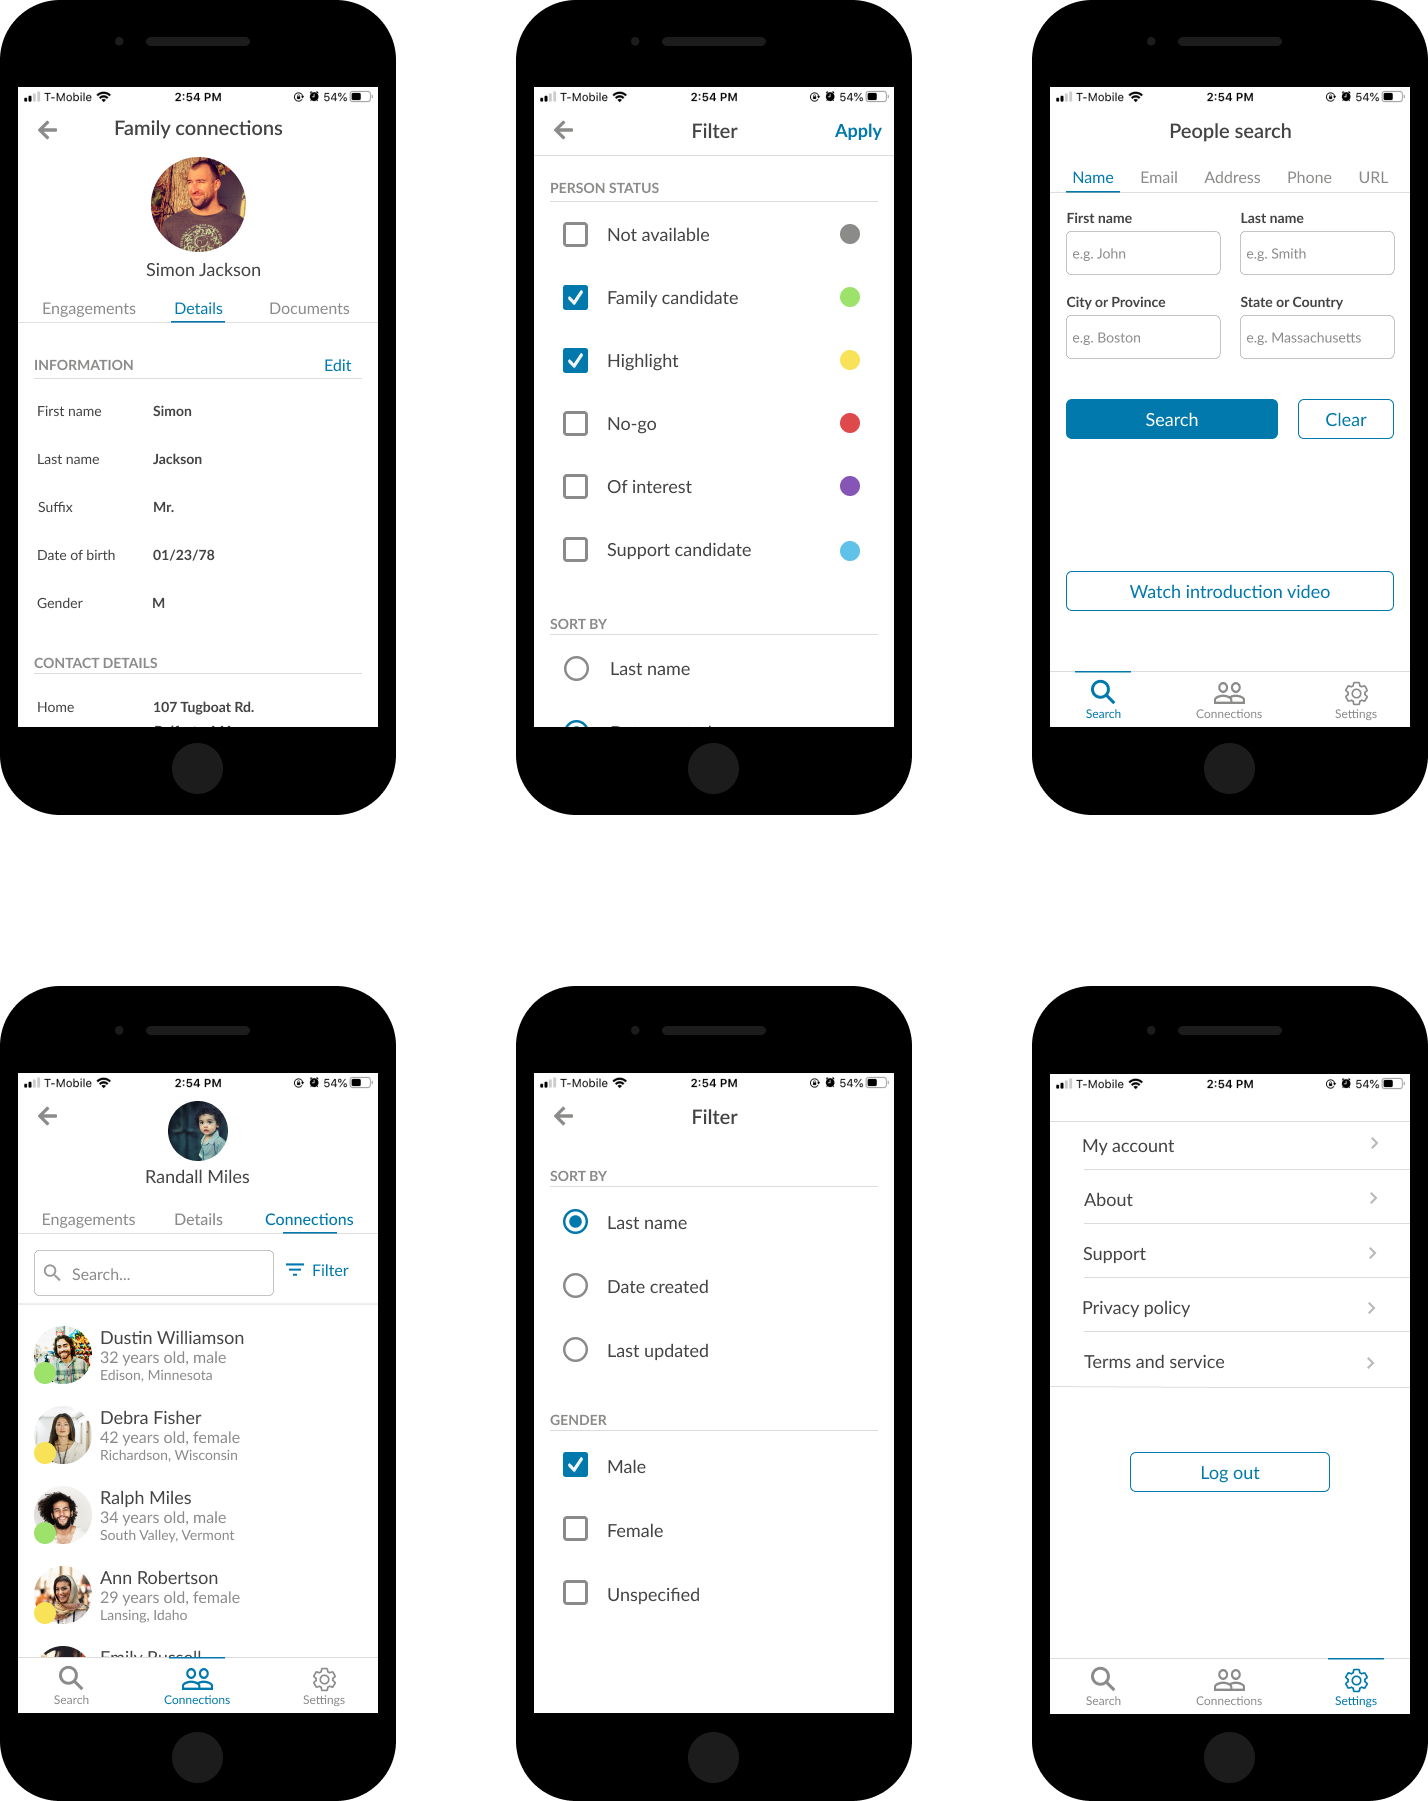 T-Mobile 2:54 PM 54%
Family connections
Simon Jackson
Engagements Details Documents
INFORMATION Edit
First name Simon
Last name Jackson
Suffix Mr.
Date of birth 01/23/78
Gender M
CONTACT DETAILS
Home 107 Tugboat Rd.
T-Mobile 2:54 PM 54%
Filter Apply
PERSON STATUS
Not available
Family candidate
Highlight
No-go
Of interest
Support candidate
SORT BY
Last name
T-Mobile 2:54 PM 54%
People search
Name Email Address Phone URL
First name Last name
e.g. John e.g. Smith
City or Province State or Country
e.g. Boston e.g. Massachusetts
Search Clear
Watch introduction video
Search Connections Settings
T-Mobile 2:54 PM 54%
Randall Miles
Engagements Details Connections
Search... Filter
Dustin Williamson
32 years old, male
Edison, Minnesota
Debra Fisher
42 years old, female
Richardson, Wisconsin
Ralph Miles
34 years old, male
South Valley, Vermont
Ann Robertson
29 years old, female
Lansing, Idaho
Emily Russell
Search Connections Settings
T-Mobile 2:54 PM 54%
Filter
SORT BY
Last name
Date created
Last updated
GENDER
Male
Female
Unspecified
T-Mobile 2:54 PM 54%
My account
About
Support
Privacy policy
Terms and service
Log out
Search Connections Settings